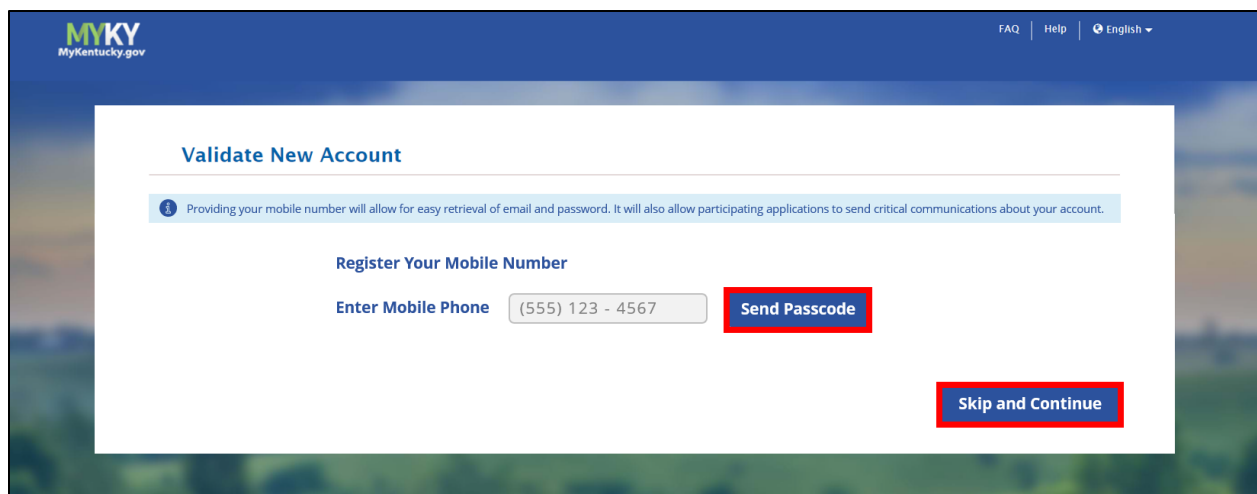 MYKY
MyKentucky.gov
FAQ Help English
Validate New Account
Providing your mobile number will allow for easy retrieval of email and password. It will also allow participating applications to send critical communications about your account.
Register Your Mobile Number
Enter Mobile Phone (555) 123 - 4567 Send Passcode
Skip and Continue